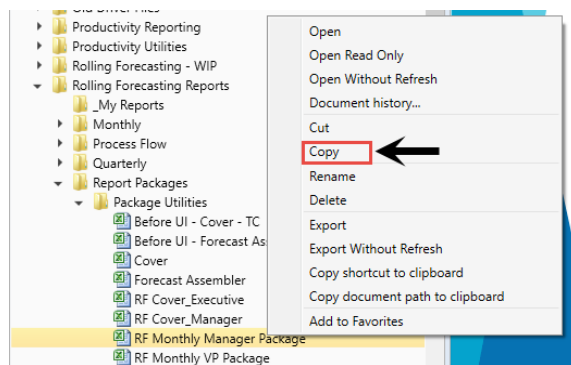 Old Driver Files
Productivity Reporting
Productivity Utilities
Rolling Forecasting - WIP
Rolling Forecasting Reports
_My Reports
Monthly
Process Flow
Quarterly
Report Packages
Package Utilities
Before UI - Cover - TC
Before UI - Forecast As
Cover
Forecast Assembler
RF Cover_Executive
RF Cover_Manager
RF Monthly Manager Package
RF Monthly VP Package
Open
Open Read Only
Open Without Refresh
Document history...
Cut
Copy
Rename
Delete
Export
Export Without Refresh
Copy shortcut to clipboard
Copy document path to clipboard
Add to Favorites